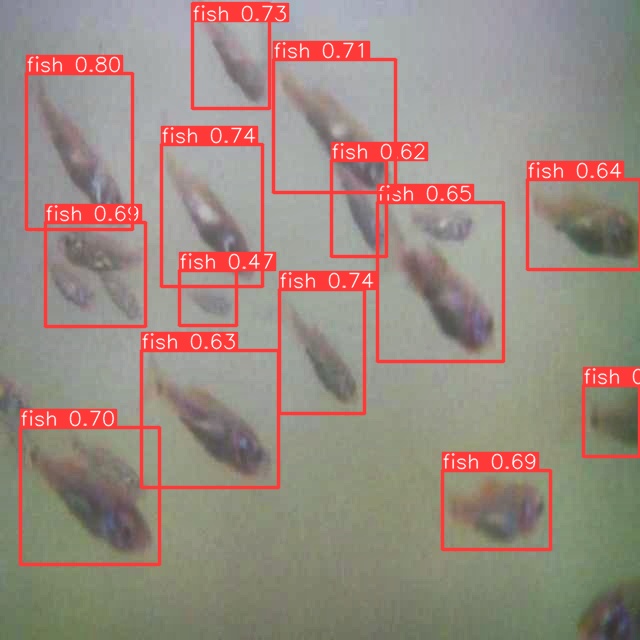 fish 0.73
fish 0.71
fish 0.80
fish 0.74
fish 0.62
fish 0.64
fish 0.65
fish 0.69
fish 0.47
fish 0.74
fish 0.63
fish 0
fish 0.70
fish 0.69